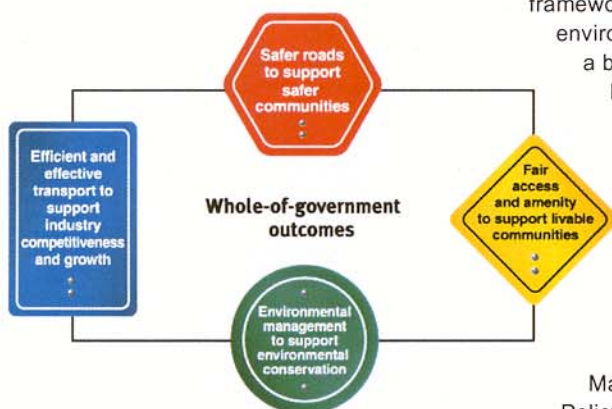 framewo
enviro
a b
Safer roads
to support
safer
communities
Efficient and
effective
transport to
support
industry
competitiveness
and growth
Whole-of-government
outcomes
Fair
access
and amenity
to support livable
communities
Environmental
management
to support
environmental
conservation
Ma